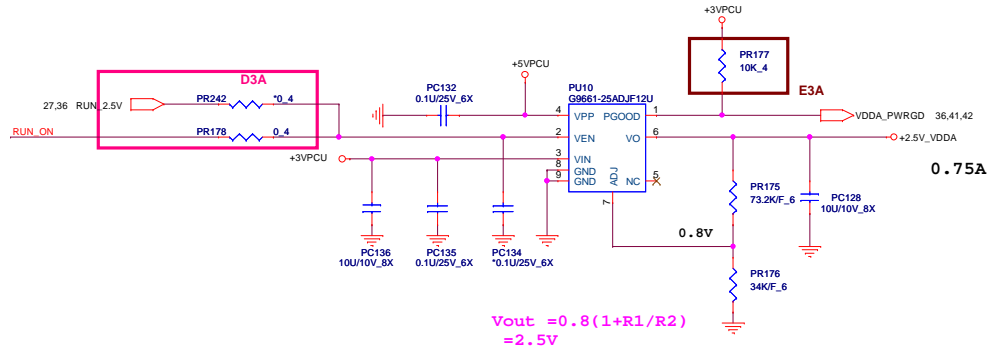 +3VPCU
PR177
10K_4
E3A
D3A
27,36 RUN_2.5V
PR242
*0_4
RUN_ON
PR178
0_4
+5VPCU
PC132
0.1U/25V_6X
PU10
G9661-25ADJF12U
4 VPP PGOOD 1
2 VEN VO 6
3 VIN
8 GND
9 GND
ADJ
NC 5
7
VDDA_PWRGD 36,41,42
+2.5V_VDDA
0.75A
+3VPCU
PR175
73.2K/F_6
PC128
10U/10V_8X
0.8V
PC136
10U/10V_8X
PC135
0.1U/25V_6X
PC134
*0.1U/25V_6X
PR176
34K/F_6
Vout =0.8(1+R1/R2)
=2.5V